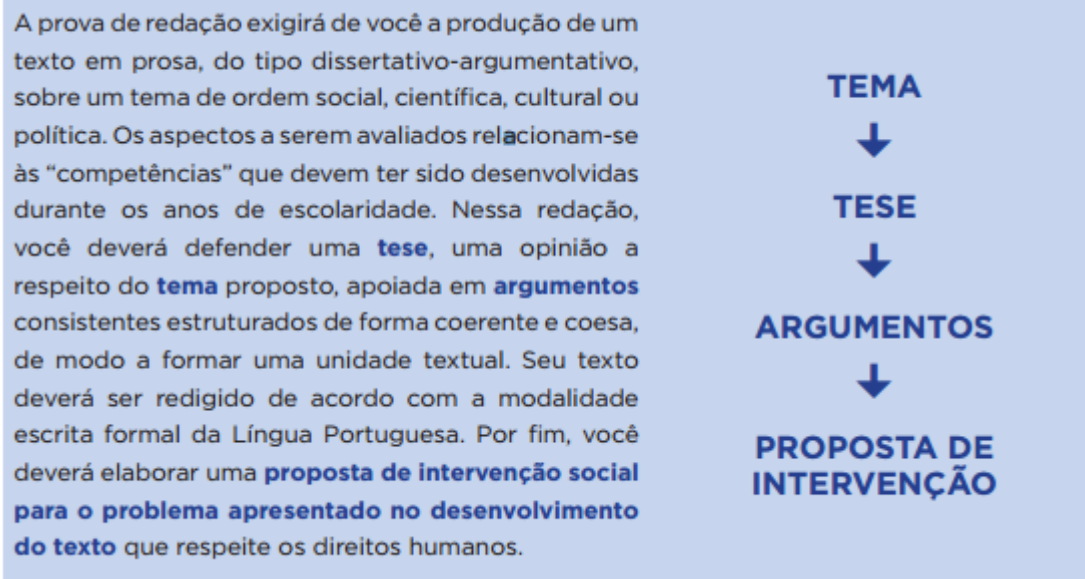 A prova de redação exigirá de você a produção de um
texto em prosa, do tipo dissertativo-argumentativo,
sobre um tema de ordem social, científica, cultural ou
política. Os aspectos a serem avaliados relacionam-se
às “competências” que devem ter sido desenvolvidas
durante os anos de escolaridade. Nessa redação,
você deverá defender uma tese, uma opinião a
respeito do tema proposto, apoiada em argumentos
consistentes estruturados de forma coerente e coesa,
de modo a formar uma unidade textual. Seu texto
deverá ser redigido de acordo com a modalidade
escrita formal da Língua Portuguesa. Por fim, você
deverá elaborar uma proposta de intervenção social
para o problema apresentado no desenvolvimento
do texto que respeite os direitos humanos.
TEMA
TESE
ARGUMENTOS
PROPOSTA DE
INTERVENÇÃO